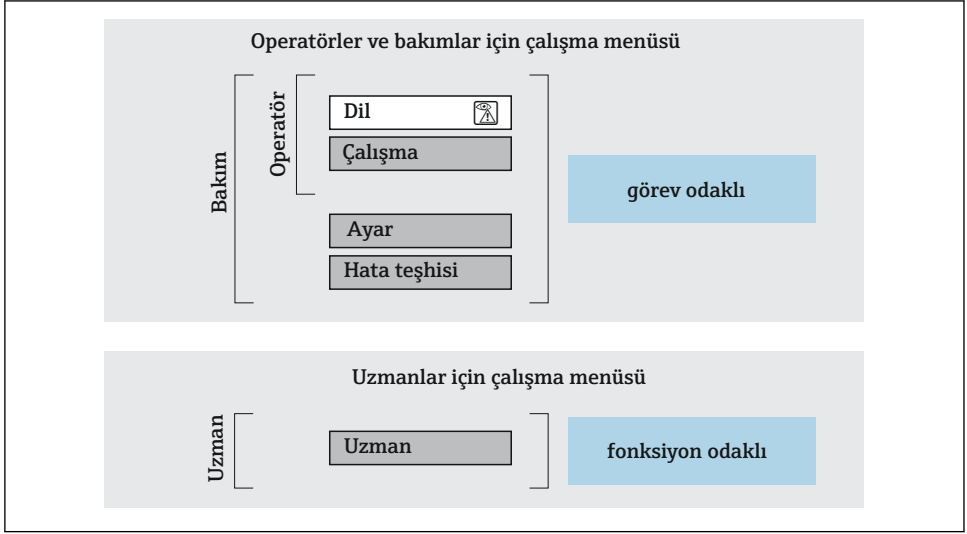 Operatörler ve bakımlar için çalışma menüsü
Bakım
Operatör
Dil
Çalışma
Ayar
Hata teşhisi
görev odaklı
Uzmanlar için çalışma menüsü
Uzman
Uzman
fonksiyon odaklı